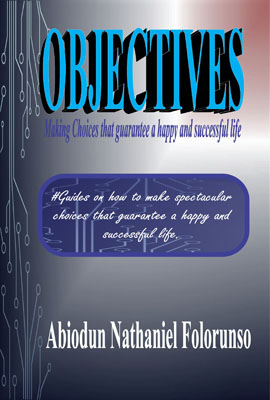 OBJECTIVES
Making Choices that guarantee a happy and successful life
#Guides on how to make spectacular
choices that guarantee a happy and
successful life.
Abiodun Nathaniel Folorunso